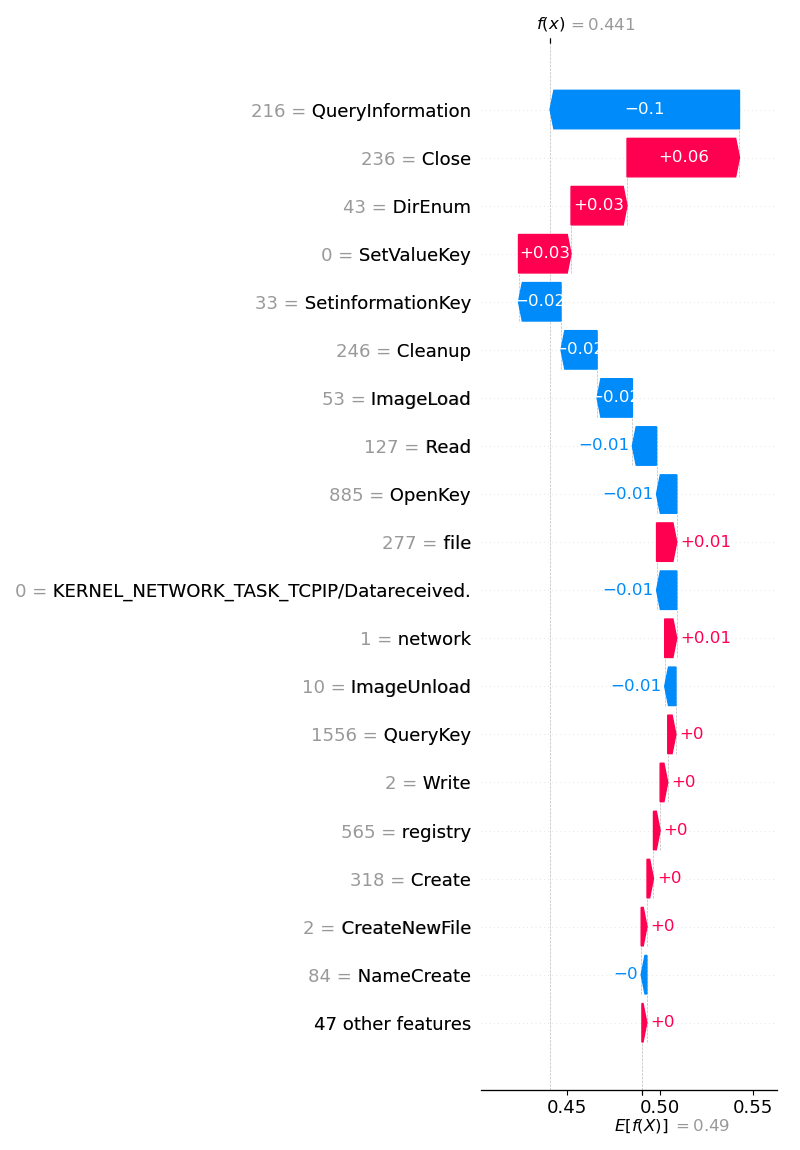 f(x) = 0.441
216 = QueryInformation −0.1
236 = Close +0.06
43 = DirEnum +0.03
0 = SetValueKey +0.03
33 = SetinformationKey −0.02
246 = Cleanup −0.02
53 = ImageLoad −0.02
127 = Read −0.01
885 = OpenKey −0.01
277 = file +0.01
0 = KERNEL_NETWORK_TASK_TCPIP/Datareceived. −0.01
1 = network +0.01
10 = ImageUnload −0.01
1556 = QueryKey +0
2 = Write +0
565 = registry +0
318 = Create +0
2 = CreateNewFile +0
84 = NameCreate −0
47 other features +0
0.45 0.50 0.55
E[f(X)] = 0.49